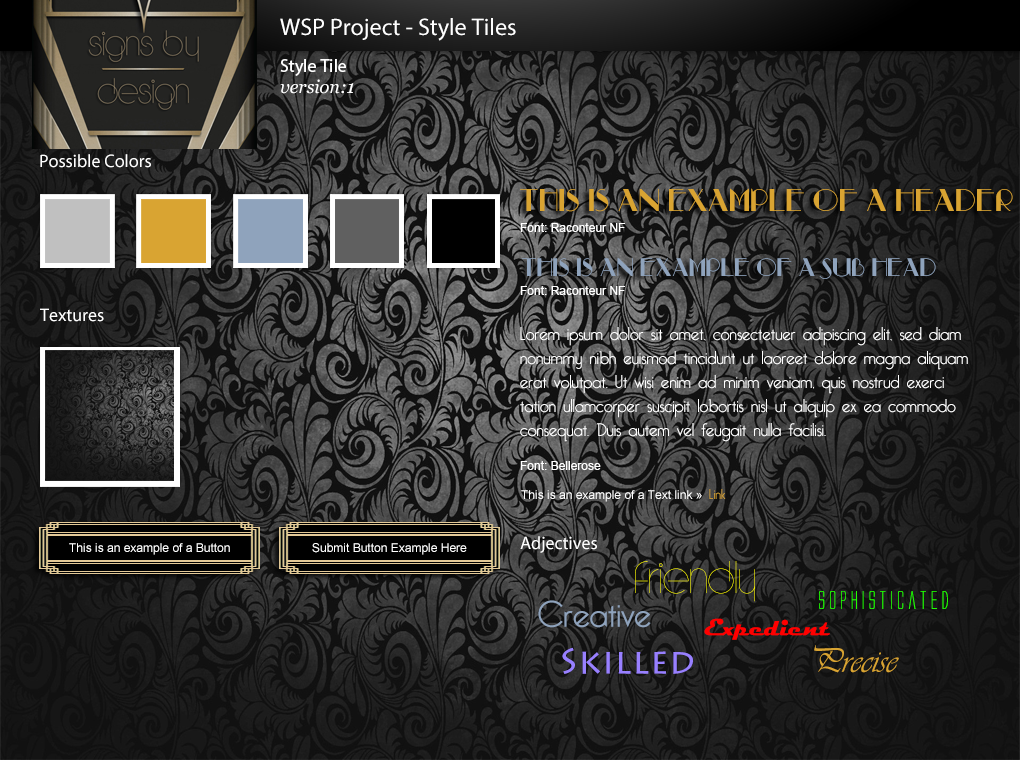 signs by
design
WSP Project - Style Tiles
Style Tile
version:1
Possible Colors
Textures
This is an example of a Button
Submit Button Example Here
THIS IS AN EXAMPLE OF A HEADER
Font: Raconteur NF
THIS IS AN EXAMPLE OF A SUB HEAD
Font: Raconteur NF
Lorem ipsum dolor sit amet, consectetuer adipiscing elit, sed diam
nonummy nibh euismod tincidunt ut laoreet dolore magna aliquam
erat volutpat. Ut wisi enim ad minim veniam, quis nostrud exerci
tation ullamcorper suscipit lobortis nisl ut aliquip ex ea commodo
consequat. Duis autem vel feugait nulla facilisi.
Font: Bellerose
This is an example of a Text link » Link
Adjectives
friendly
SOPHISTICATED
Creative
Expedient
SKILLED
Precise